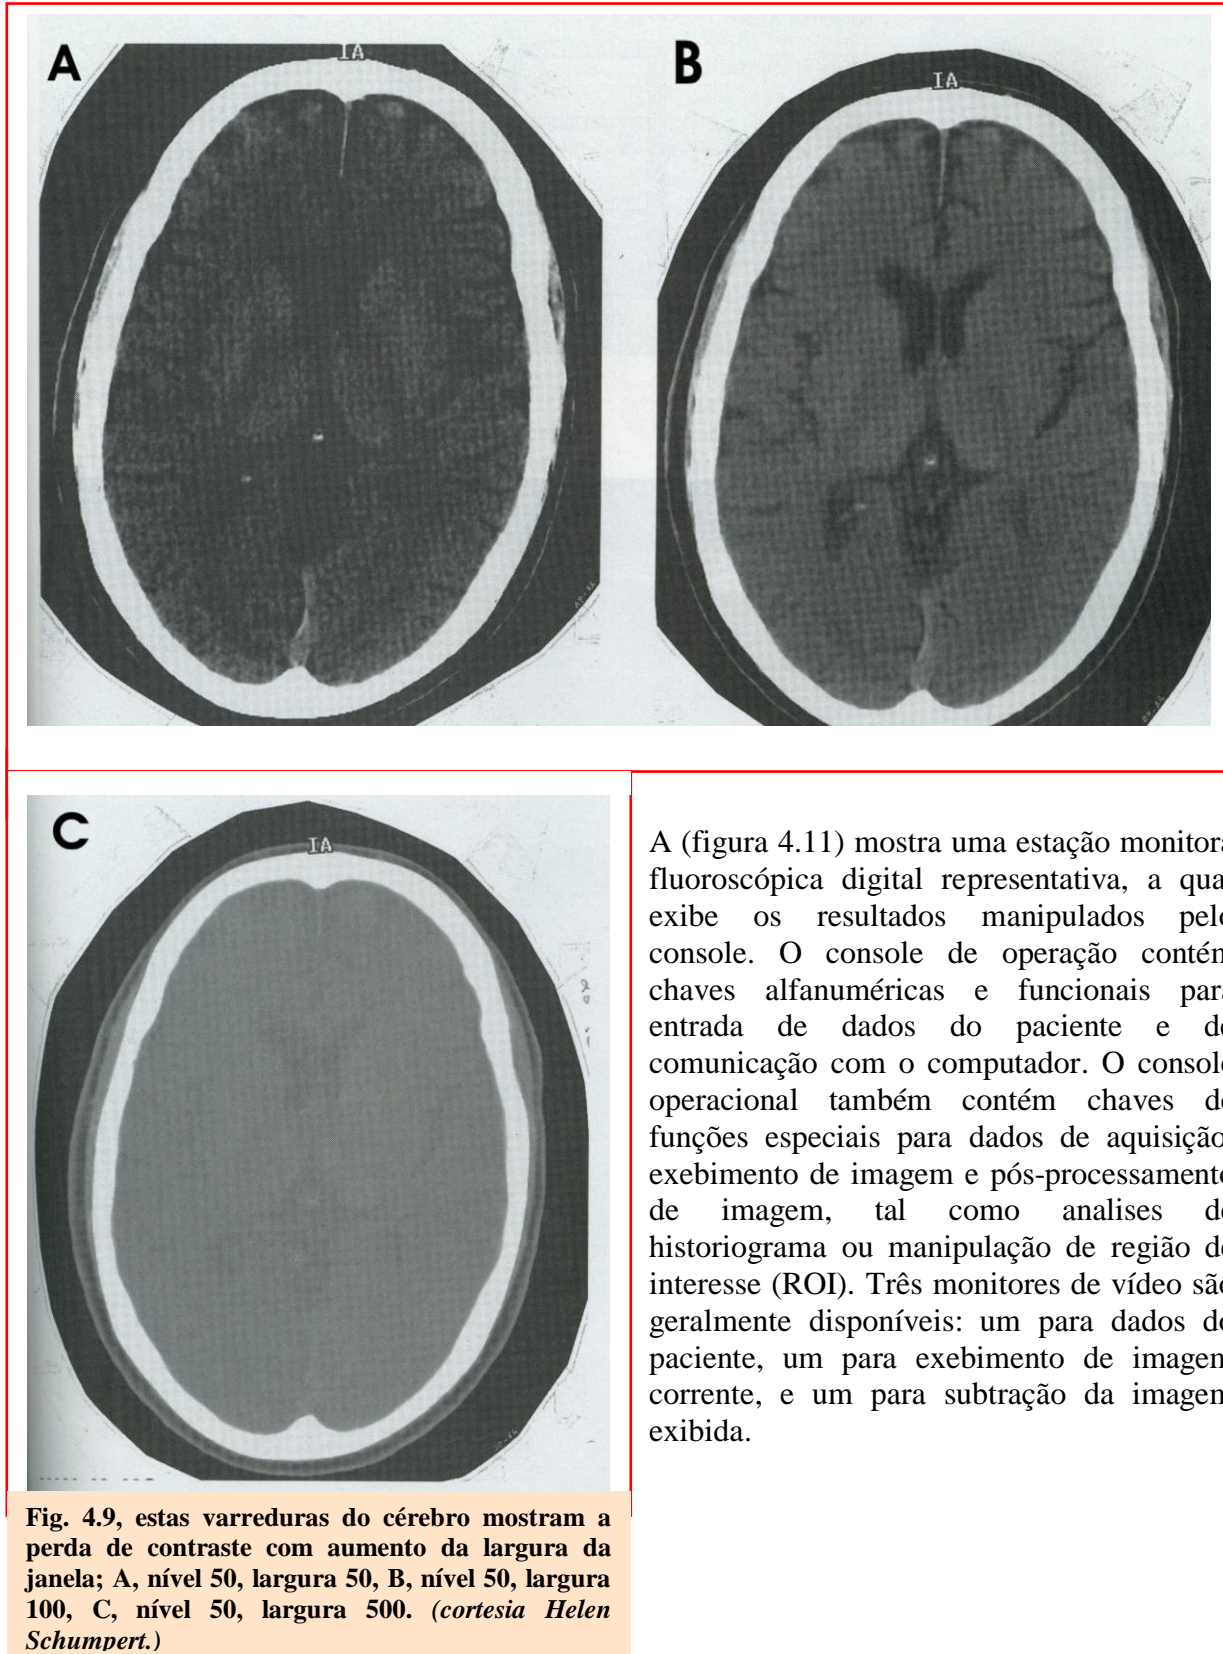 A
IA
B
IA
C
IA
A (figura 4.11) mostra uma estação monitora
fluoroscópica digital representativa, a qual
exibe os resultados manipulados pelo
console. O console de operação contém
chaves alfanuméricas e funcionais para
entrada de dados do paciente e de
comunicação com o computador. O console
operacional também contém chaves de
funções especiais para dados de aquisição,
exebimento de imagem e pós-processamento
de imagem, tal como analises de
historiograma ou manipulação de região de
interesse (ROI). Três monitores de vídeo são
geralmente disponíveis: um para dados do
paciente, um para exebimento de imagem
corrente, e um para subtração da imagem
exibida.
Fig. 4.9, estas varreduras do cérebro mostram a
perda de contraste com aumento da largura da
janela; A, nível 50, largura 50, B, nível 50, largura
100, C, nível 50, largura 500. (cortesia Helen
Schumpert.)